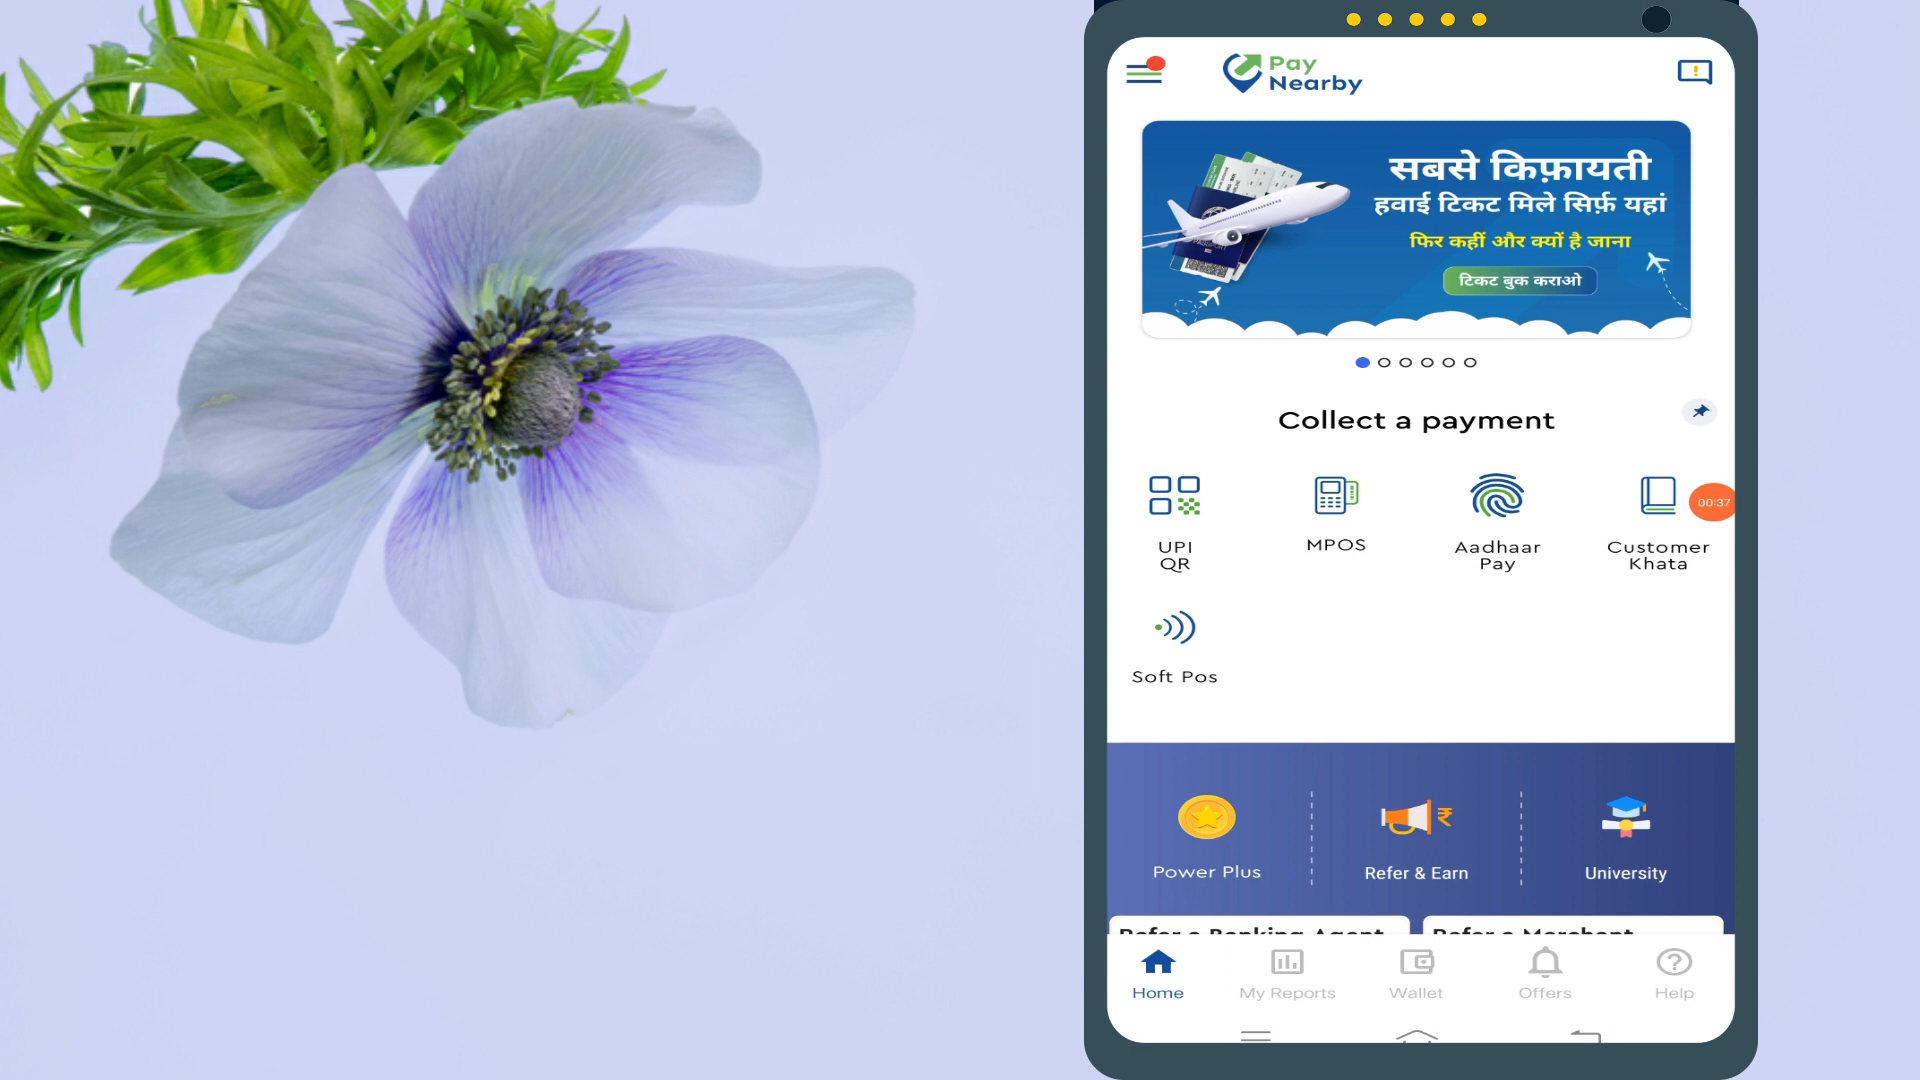 Pay
Nearby
सबसे किफ़ायती
हवाई टिकट मिले सिर्फ़ यहां
फिर कहीं और क्यों है जाना
टिकट बुक कराओ
Collect a payment
00:37
UPI
QR
MPOS
Aadhaar
Pay
Customer
Khata
Soft Pos
Power Plus
Refer & Earn
University
Refer a Banking Agent
Refer a Merchant
Home
My Reports
Wallet
Offers
Help